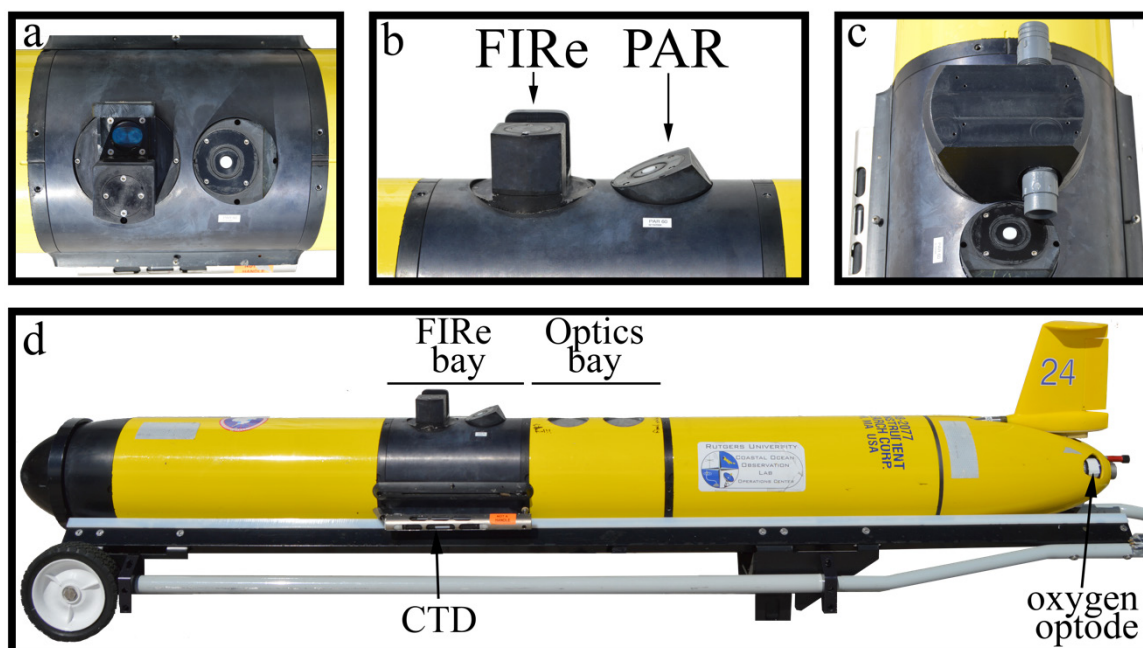 a
b
FIRe PAR
c
d
FIRe
bay
Optics
bay
24
RUTGERS UNIVERSITY
COASTAL OCEAN
OBSERVATION
LAB
OPERATIONS CENTER
CTD
oxygen
optode